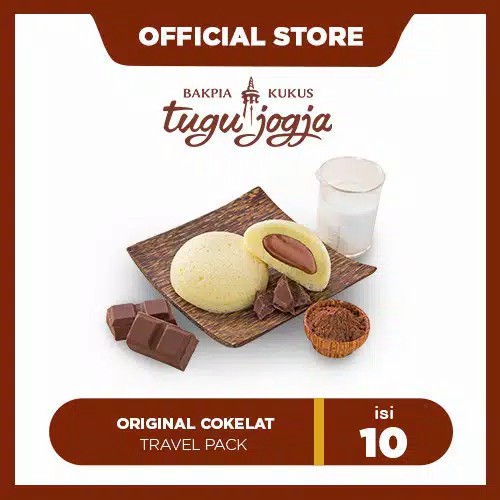 OFFICIAL STORE
BAKPIA KUKUS
tugu jogja
ORIGINAL COKELAT
TRAVEL PACK
isi
10